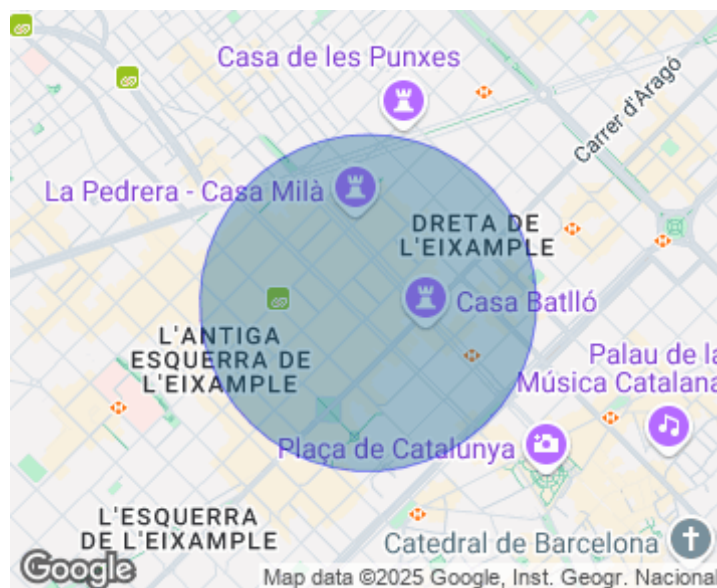 Casa de les Punxes
Carrer d'Aragó
La Pedrera - Casa Milà
DRETA DE
L'EIXAMPLE
Casa Batlló
L'ANTIGA
ESQUERRA DE
L'EIXAMPLE
Palau de la
Música Catalana
Plaça de Catalunya
L'ESQUERRA
DE L'EIXAMPLE
Catedral de Barcelona
Google
Map data ©2025 Google, Inst. Geogr. Nacional